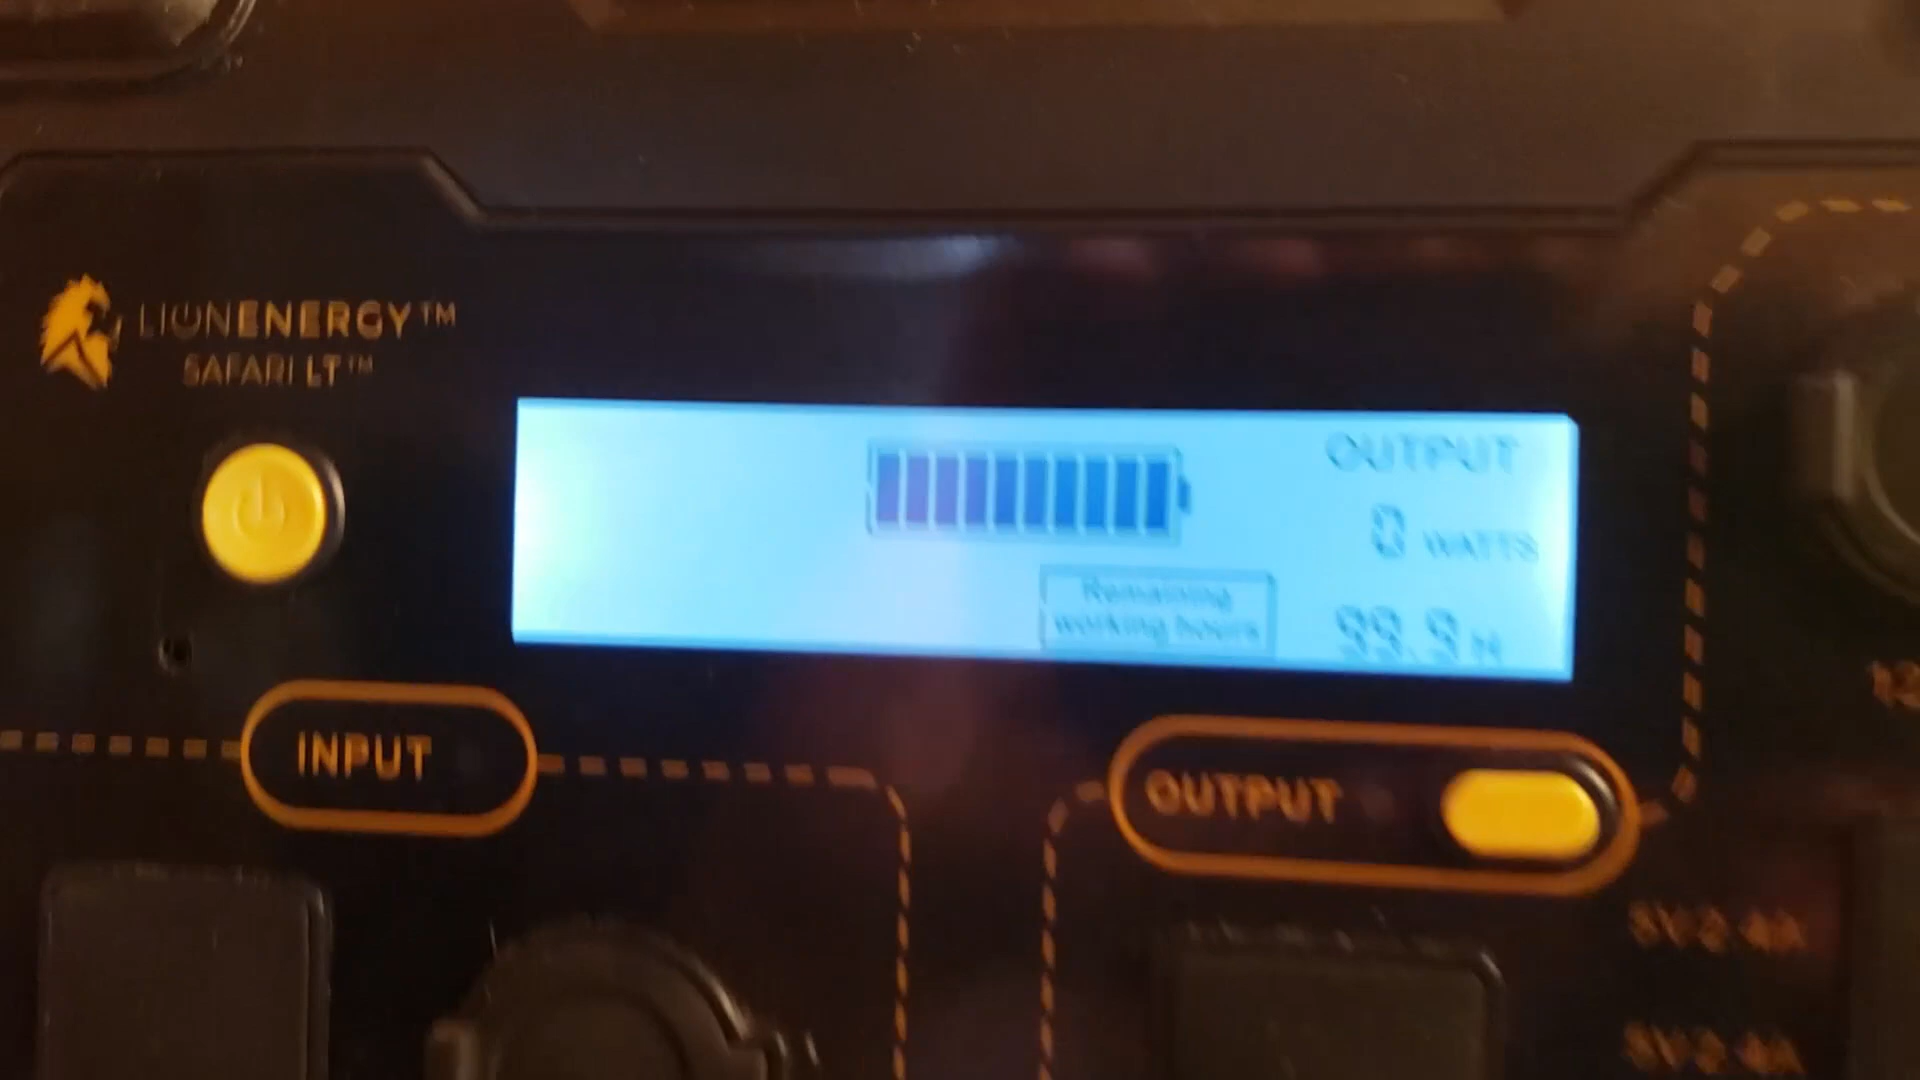 LIONENERGY™
SAFARI LT™
OUTPUT
0 WATTS
Remaining
working hours
99.9 H
INPUT
OUTPUT
5V 2.4A
5V 2.4A